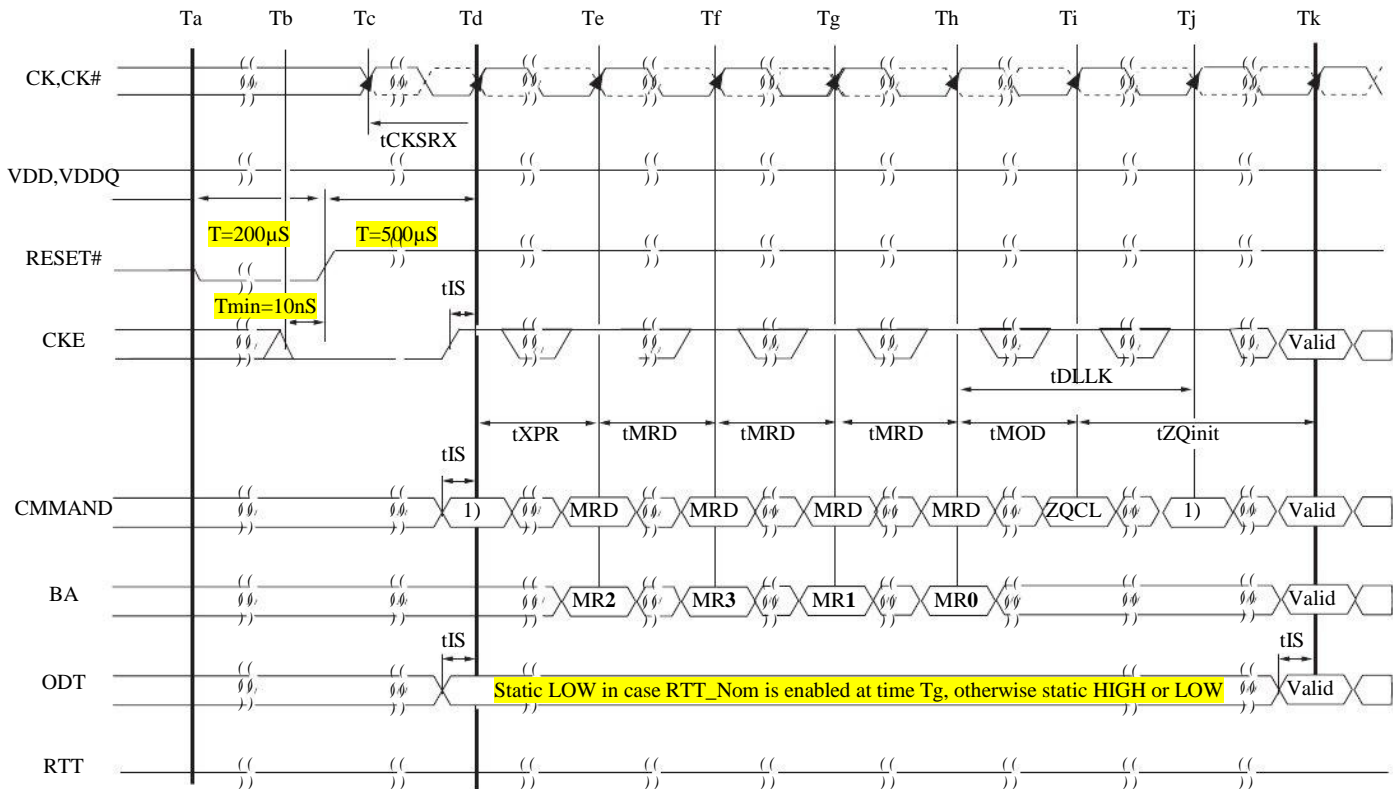 Ta Tb Tc Td Te Tf Tg Th Ti Tj Tk
CK,CK#
tCKSRX
VDD,VDDQ
T=200µS T=500µS
RESET#
Tmin=10nS tIS
CKE Valid
tDLLK
tXPR tMRD tMRD tMRD tMOD tZQinit
tIS
CMMAND 1) MRD MRD MRD MRD ZQCL 1) Valid
BA MR2 MR3 MR1 MR0 Valid
tIS tIS
ODT Static LOW in case RTT_Nom is enabled at time Tg, otherwise static HIGH or LOW Valid
RTT